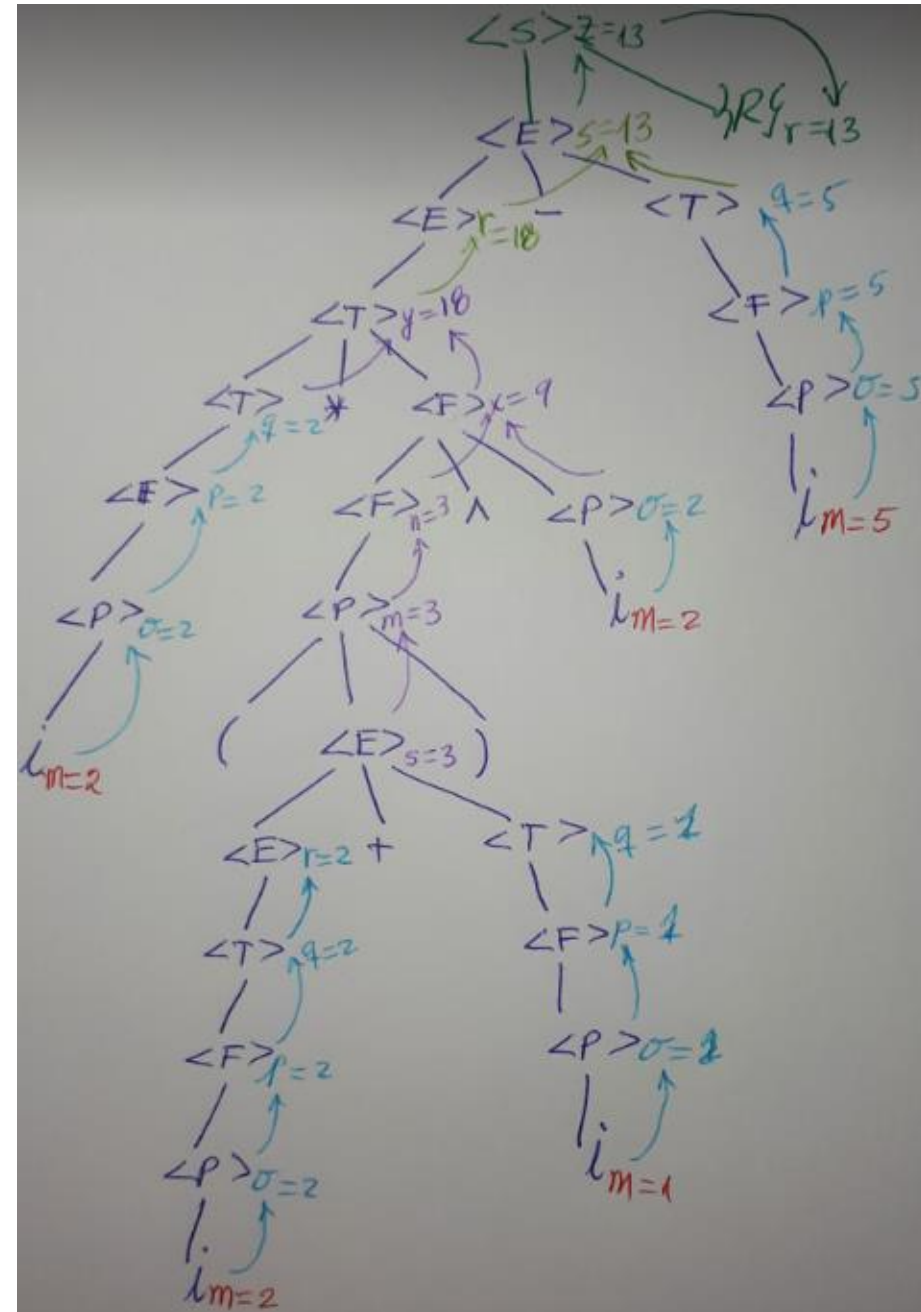 <S> z=13
{R} r=13
<E> s=13
<E> r=18 - <T> q=5
<T> y=18 <F> p=5
<T> q=2 * <F> x=9 <P> σ=5
<F> p=2 <F> n=3 ∧ <P> σ=2 i m=5
<P> σ=2 <P> m=3 i m=2
i m=2 ( <E> s=3 )
<E> r=2 + <T> q=1
<T> q=2 <F> p=1
<F> p=2 <P> σ=1
<P> σ=2 i m=1
i m=2